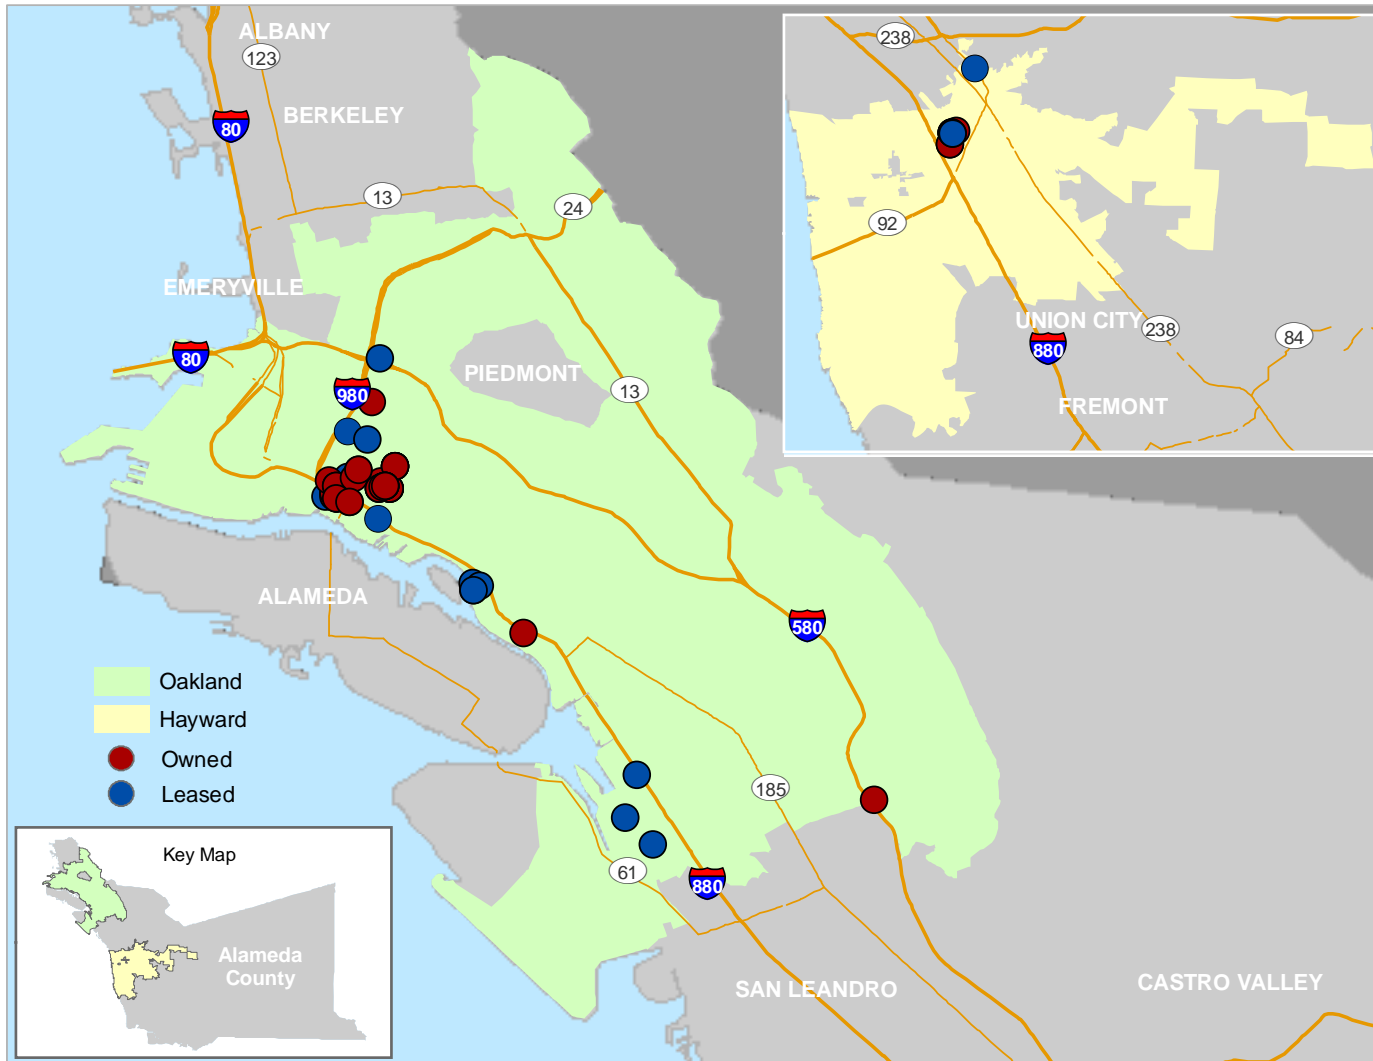 ALBANY
123
BERKELEY
80
13
24
EMERYVILLE
80
980
PIEDMONT
13
ALAMEDA
580
185
61
880
SAN LEANDRO
CASTRO VALLEY
238
92
UNION CITY
238
880
84
FREMONT
Oakland
Hayward
Owned
Leased
Key Map
Alameda
County